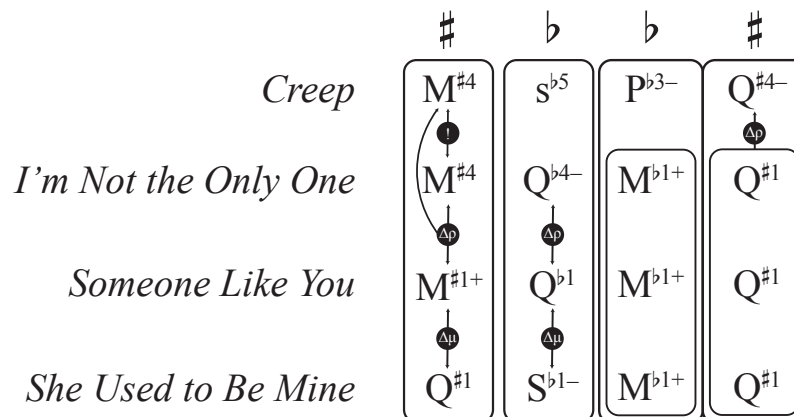 ♯ ♭ ♭ ♯
Creep M♯4 s♭5 P♭3– Q♯4–
! Δρ
I’m Not the Only One M♯4 Q♭4– M♭1+ Q♯1
Δρ Δρ
Someone Like You M♯1+ Q♭1 M♭1+ Q♯1
Δμ Δμ
She Used to Be Mine Q♯1 S♭1– M♭1+ Q♯1